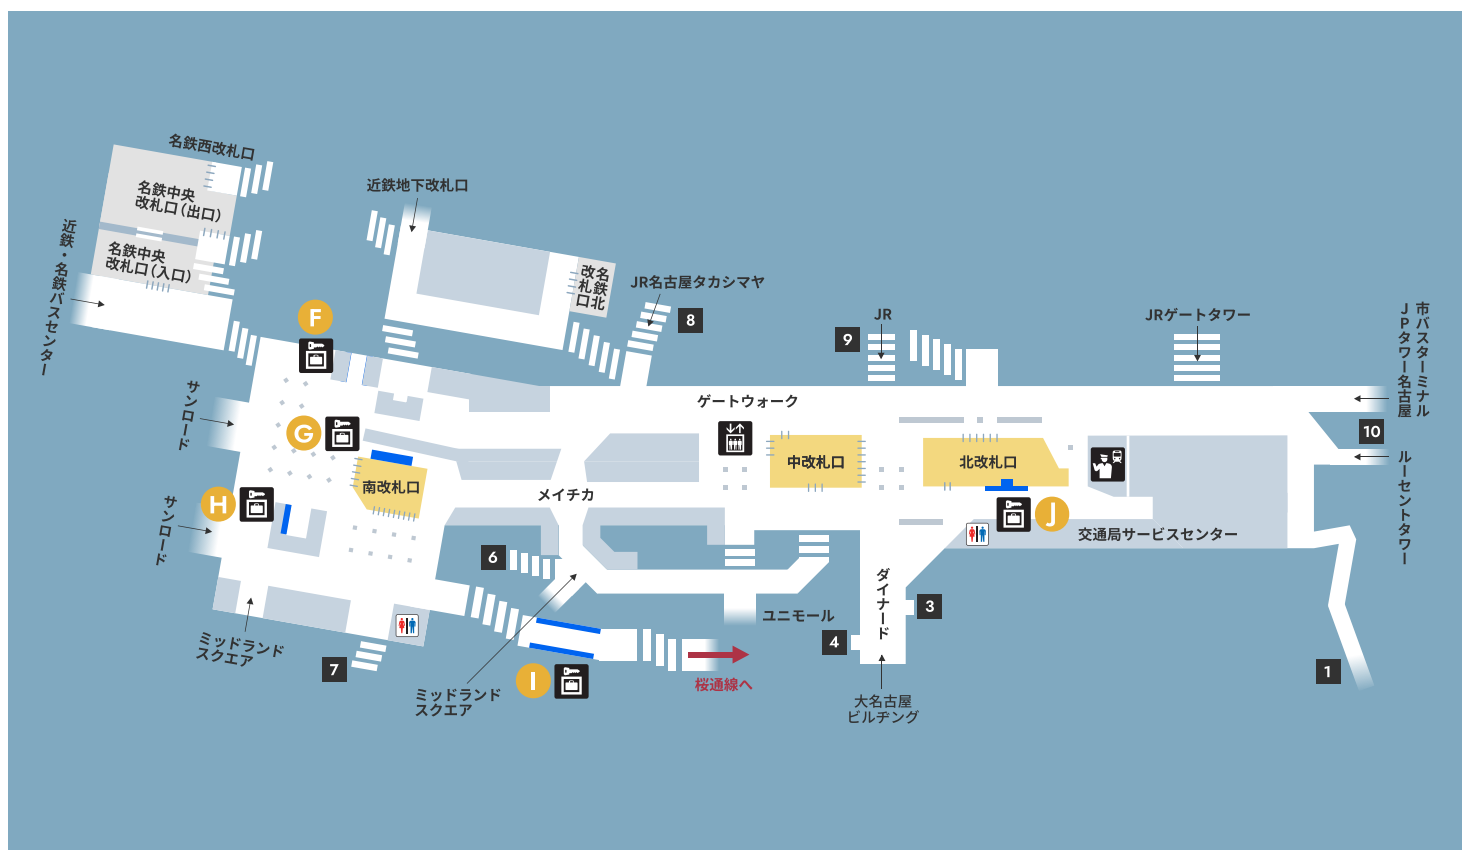 名鉄西改札口
名鉄中央
改札口（出口）
名鉄中央
改札口（入口）
近鉄・名鉄バスセンター
近鉄地下改札口
名鉄北
改札口
JR名古屋タカシマヤ
8
9
JR
JRゲートタワー
市バスターミナル
JPタワー名古屋
10
ルーセントタワー
F
G
H
サンロード
サンロード
ゲートウォーク
中改札口
北改札口
南改札口
メイチカ
J
交通局サービスセンター
6
ダイナード
3
4
ユニモール
ミッドランド
スクエア
7
I
ミッドランド
スクエア
桜通線へ
大名古屋
ビルヂング
1